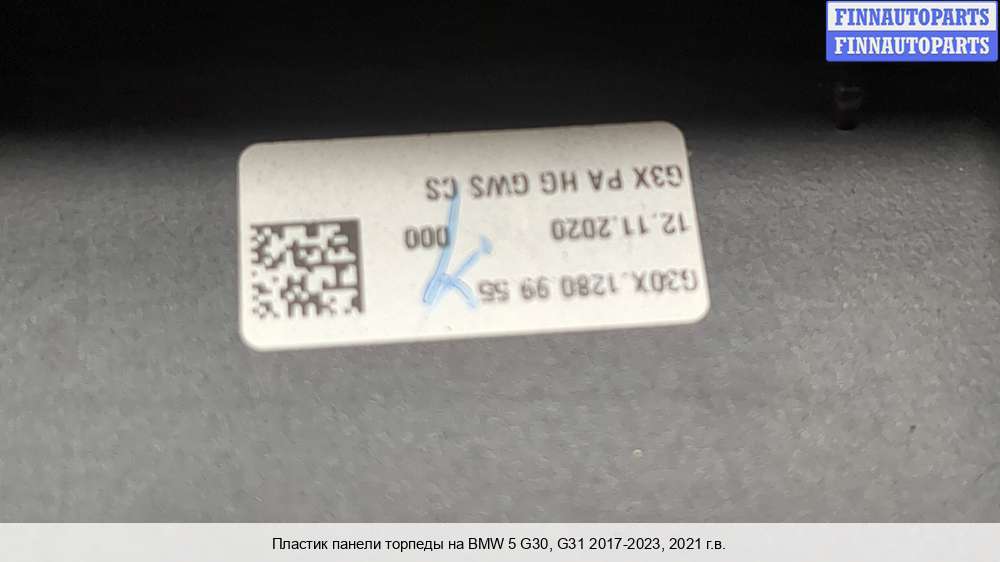 FINNAUTOPARTS
FINNAUTOPARTS
G30X.1280 99 55
12.11.2020 000
G3X PA HG GWS CS
Пластик панели торпеды на BMW 5 G30, G31 2017-2023, 2021 г.в.